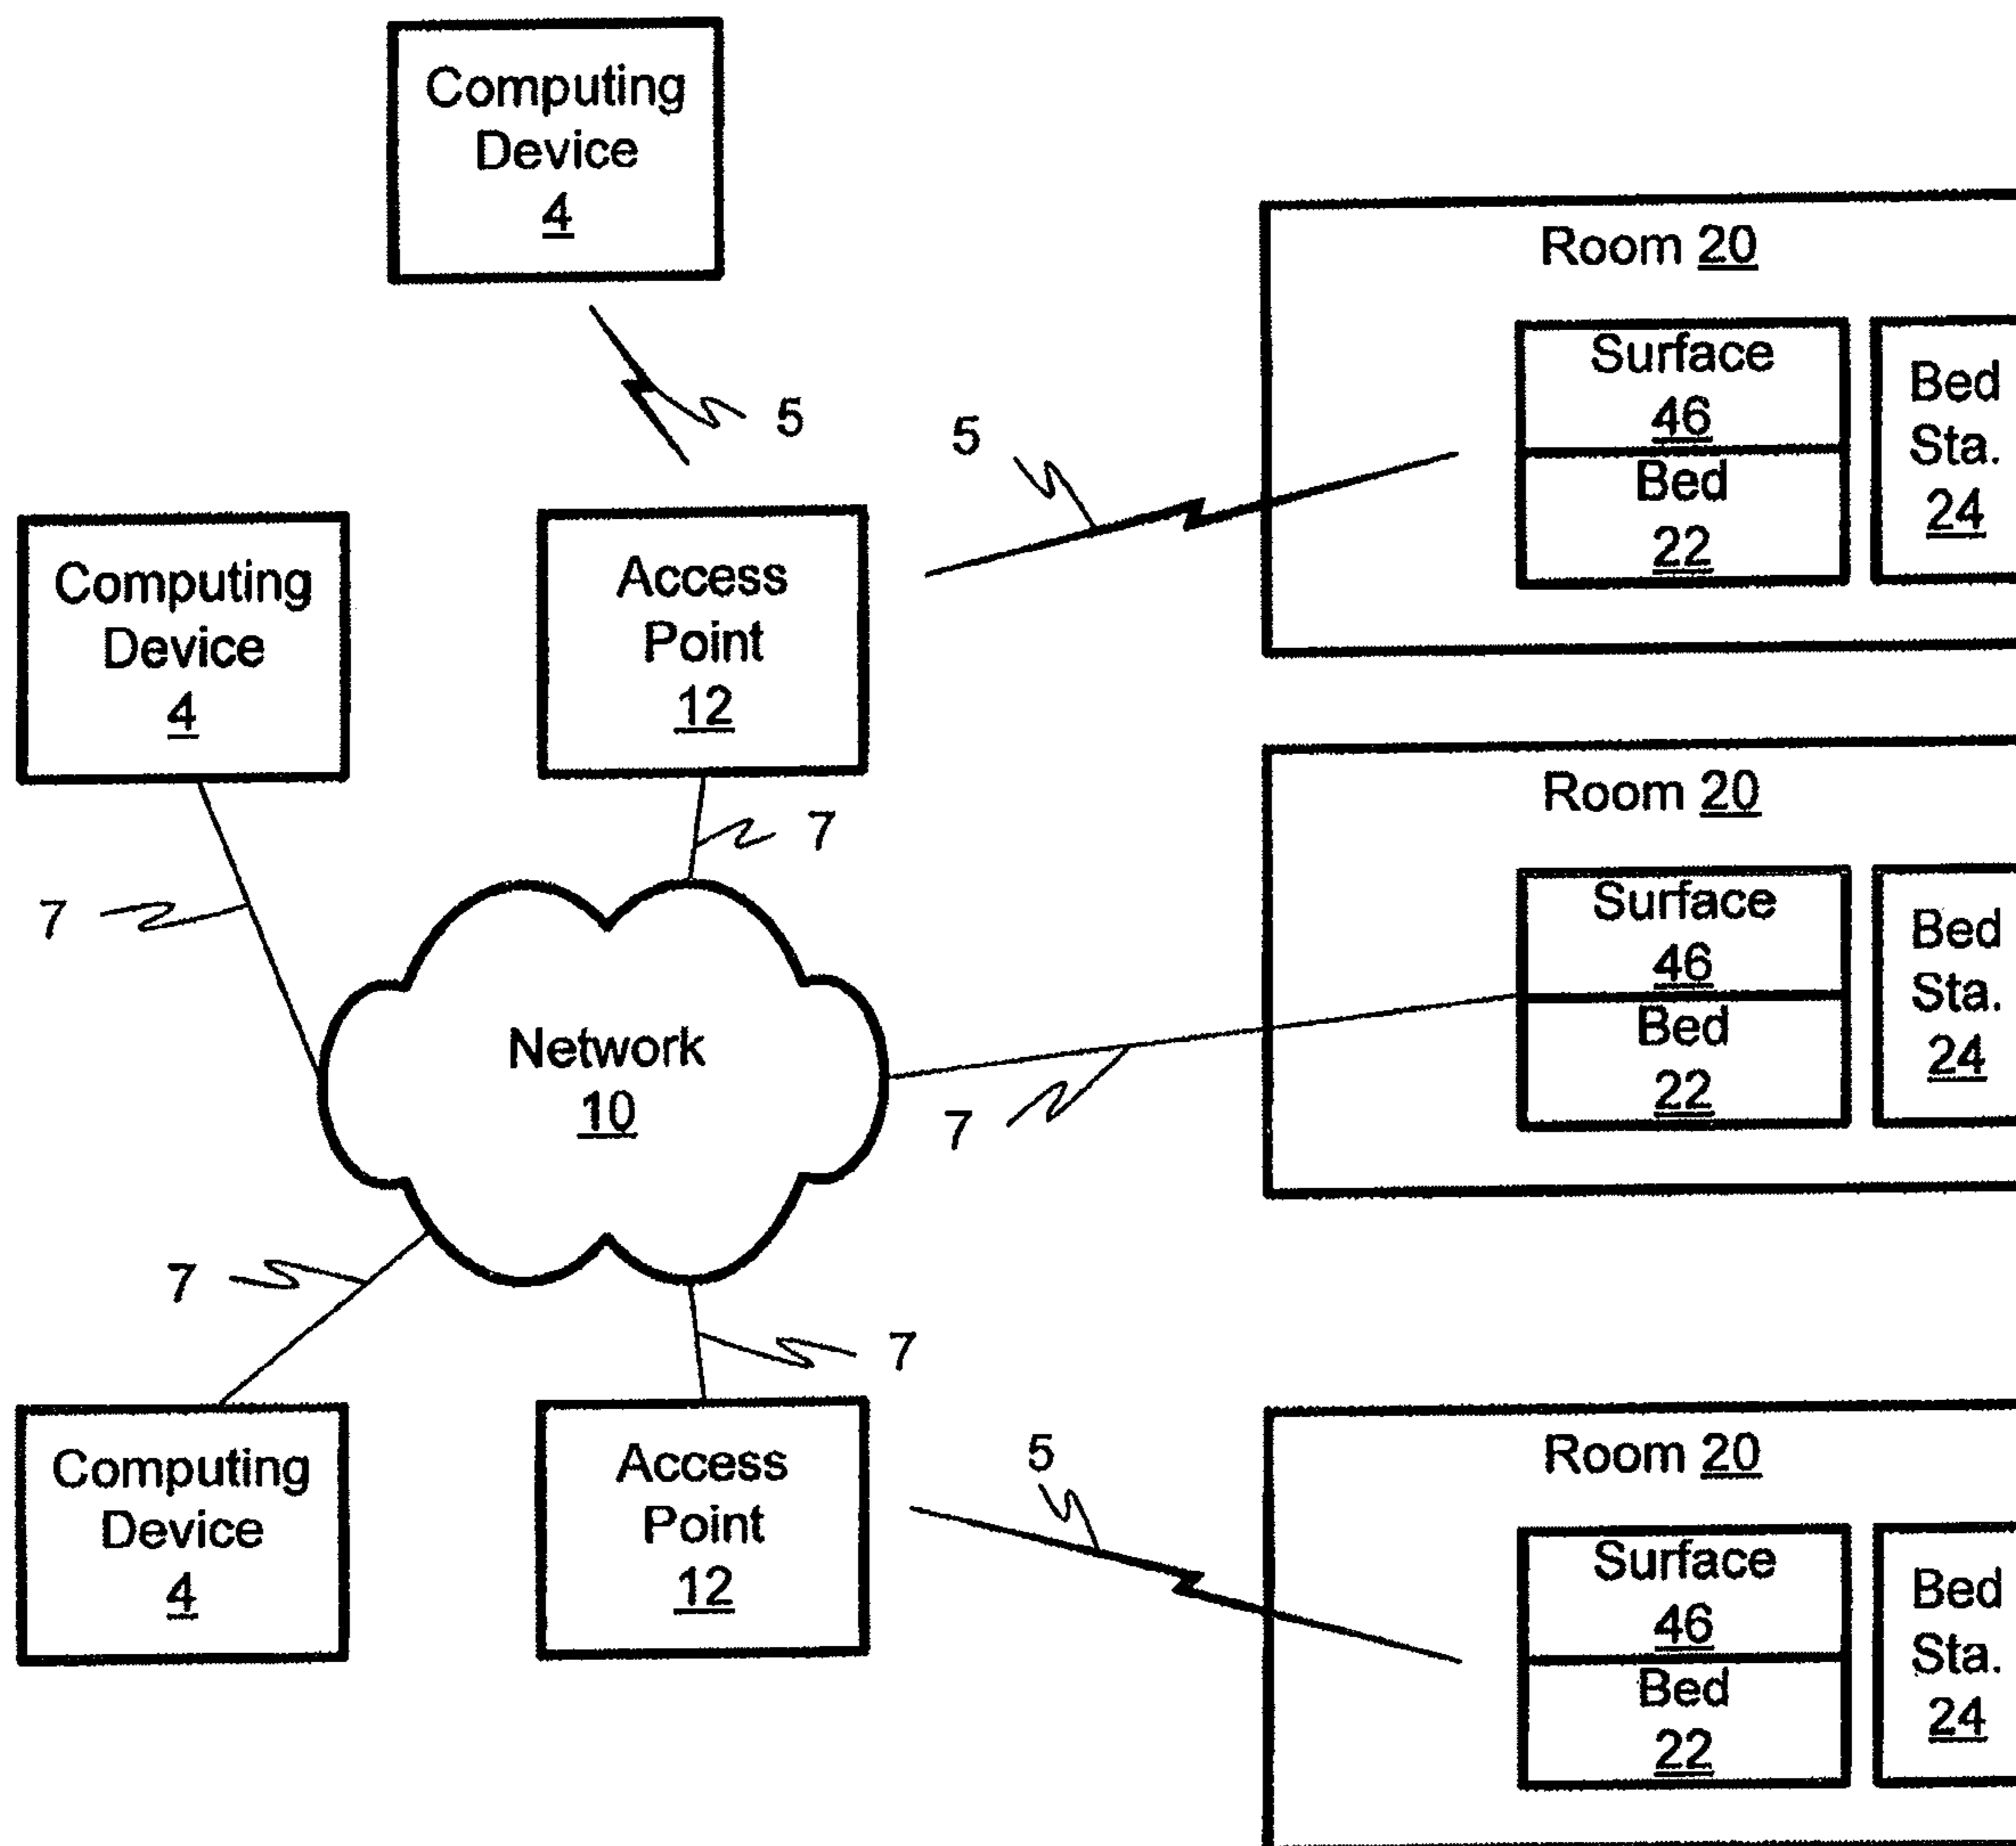 Computing
Device
4
5
5
Room 20
Surface
46
Bed
22
Bed
Sta.
24
Computing
Device
4
Access
Point
12
7
7
Room 20
Surface
46
Bed
22
Bed
Sta.
24
Network
10
7
7
7
Computing
Device
4
Access
Point
12
5
Room 20
Surface
46
Bed
22
Bed
Sta.
24